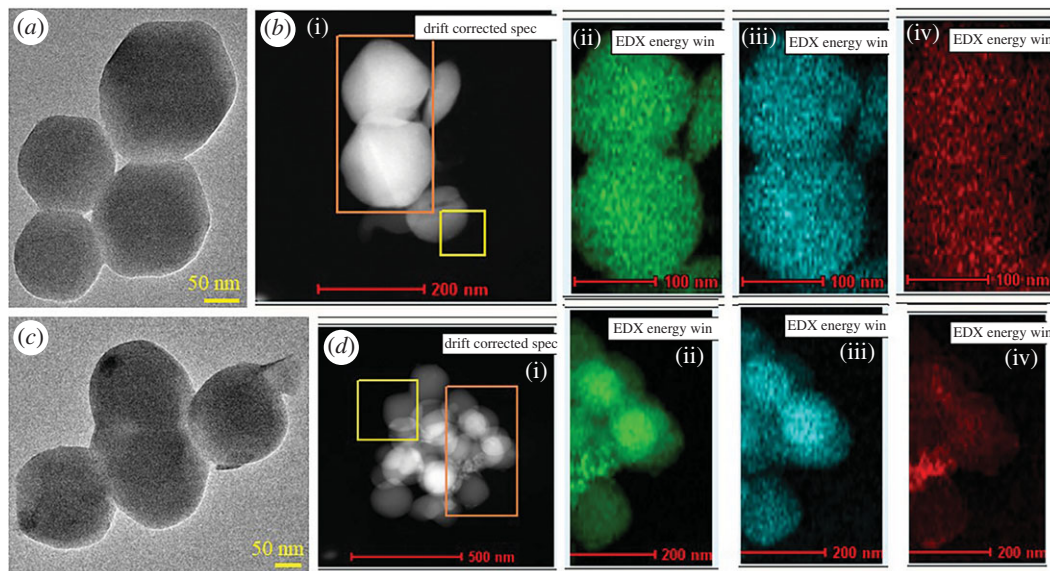 (a)
50 nm
(b)
(i)
drift corrected spec
200 nm
(ii)
EDX energy win
100 nm
(iii)
EDX energy win
100 nm
(iv)
EDX energy win
100 nm
(c)
50 nm
(d)
drift corrected spec
(i)
500 nm
EDX energy win
(ii)
200 nm
EDX energy win
(iii)
200 nm
EDX energy win
(iv)
200 nm